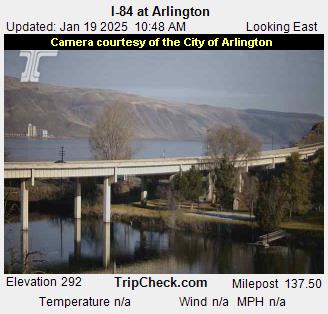 I-84 at Arlington
Updated: Jan 19 2025 10:48 AM Looking East
Camera courtesy of the City of Arlington
Elevation 292 TripCheck.com Milepost 137.50
Temperature n/a Wind n/a MPH n/a